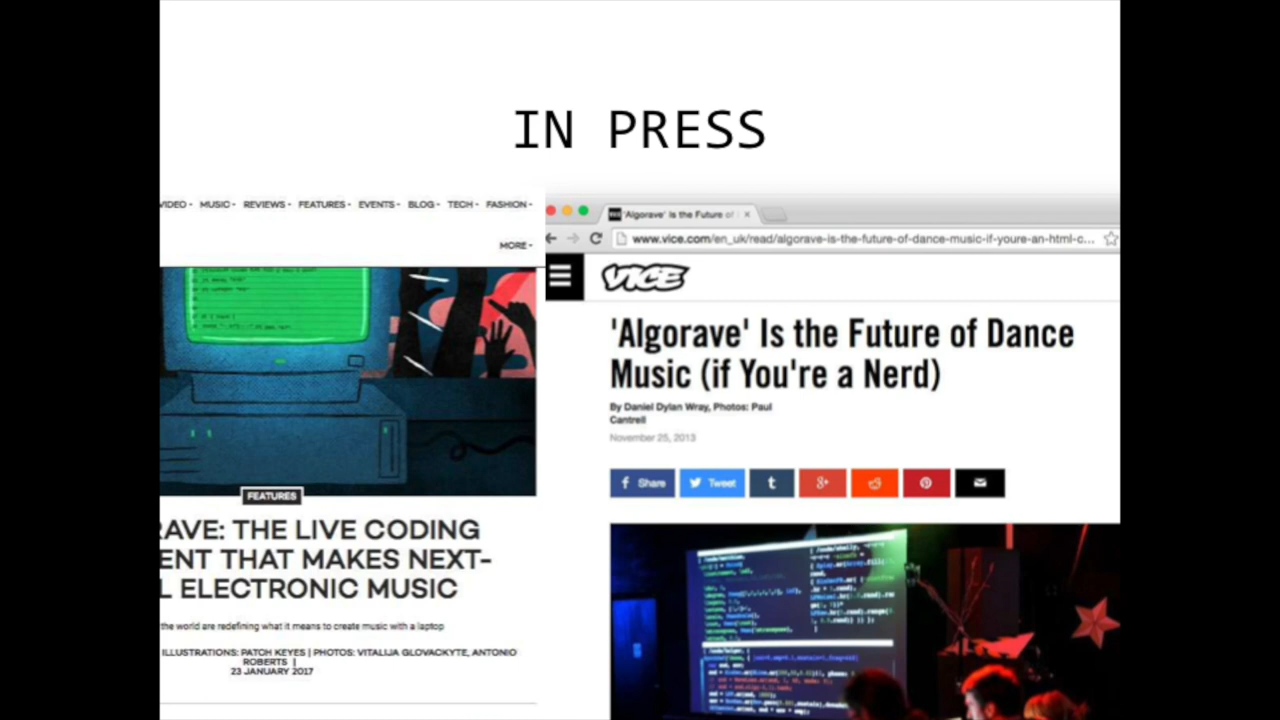 IN PRESS
VIDEO - MUSIC - REVIEWS - FEATURES - EVENTS - BLOG - TECH - FASHION -
MORE -
FEATURES
RAVE: THE LIVE CODING
ENT THAT MAKES NEXT-
L ELECTRONIC MUSIC
the world are redefining what it means to create music with a laptop
ILLUSTRATIONS: PATCH KEYES | PHOTOS: VITALIJA GLOVACKYTE, ANTONIO
ROBERTS |
23 JANUARY 2017
'Algorave' Is the Future of
www.vice.com/en_uk/read/algorave-is-the-future-of-dance-music-if-youre-an-html-c...
VICE
'Algorave' Is the Future of Dance
Music (if You're a Nerd)
By Daniel Dylan Wray, Photos: Paul
Cantrell
November 25, 2013
f Share Tweet t g+